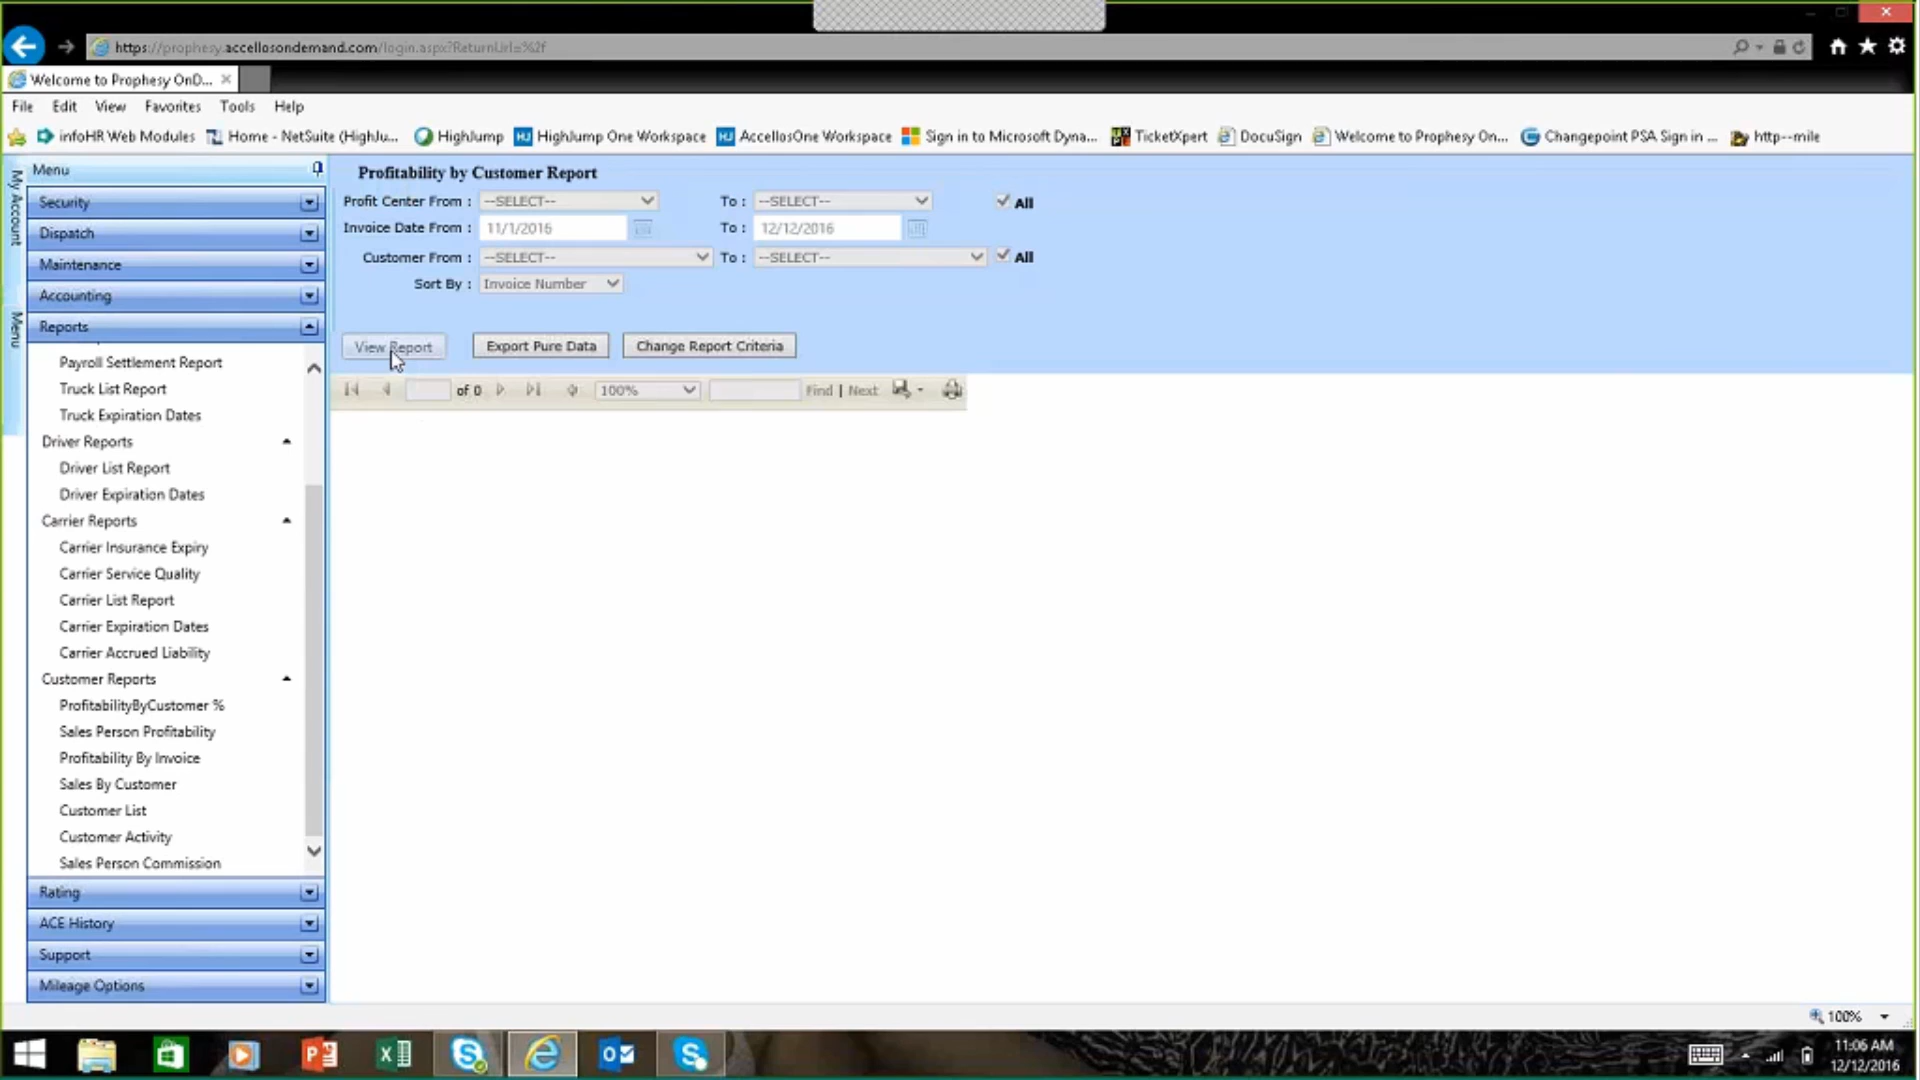 https://prophesy.accellosondemand.com/login.aspx?ReturnUrl=%2f
Welcome to Prophesy OnD...
File Edit View Favorites Tools Help
infoHR Web Modules Home - NetSuite (HighJu... HighJump HJ HighJump One Workspace HJ AccellosOne Workspace Sign in to Microsoft Dyna... TicketXpert DocuSign Welcome to Prophesy On... Changepoint PSA Sign in ... http--mile
My Account
Menu
Menu
Security
Dispatch
Maintenance
Accounting
Reports
Payroll Settlement Report
Truck List Report
Truck Expiration Dates
Driver Reports
Driver List Report
Driver Expiration Dates
Carrier Reports
Carrier Insurance Expiry
Carrier Service Quality
Carrier List Report
Carrier Expiration Dates
Carrier Accrued Liability
Customer Reports
ProfitabilityByCustomer %
Sales Person Profitability
Profitability By Invoice
Sales By Customer
Customer List
Customer Activity
Sales Person Commission
Rating
ACE History
Support
Mileage Options
Profitability by Customer Report
Profit Center From : --SELECT-- To : --SELECT-- All
Invoice Date From : 11/1/2016 To : 12/12/2016
Customer From : --SELECT-- To : --SELECT-- All
Sort By : Invoice Number
View Report Export Pure Data Change Report Criteria
of 0 100% Find | Next
100%
11:06 AM
12/12/2016